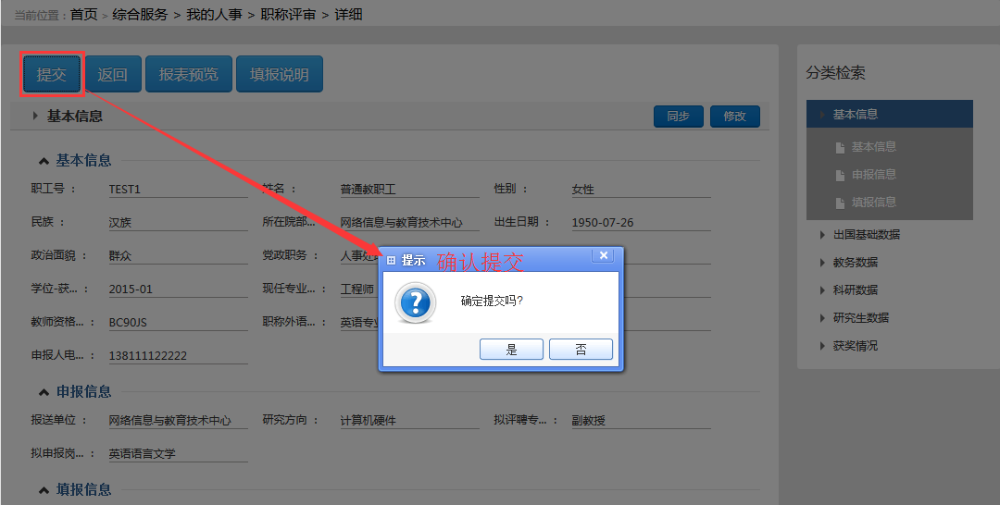 当前位置：首页 > 综合服务 > 我的人事 > 职称评审 > 详细
提交 返回 报表预览 填报说明
基本信息 同步 修改
基本信息
职工号 ： TEST1 姓名 ： 普通教职工 性别 ： 女性
民族 ： 汉族 所在院部... 网络信息与教育技术中心 出生日期 ： 1950-07-26
政治面貌 ： 群众 党政职务 ： 人事处
学位-获... ： 2015-01 现任专业... ： 工程师
教师资格... ： BC90JS 职称外语... ： 英语专业
申报人电... ： 138111122222
申报信息
报送单位 ： 网络信息与教育技术中心 研究方向 ： 计算机硬件 拟评聘专... ： 副教授
拟申报岗... ： 英语语言文学
填报信息
提示 确认提交
确定提交吗?
是 否
分类检索
基本信息
基本信息
申报信息
填报信息
出国基础数据
教务数据
科研数据
研究生数据
获奖情况